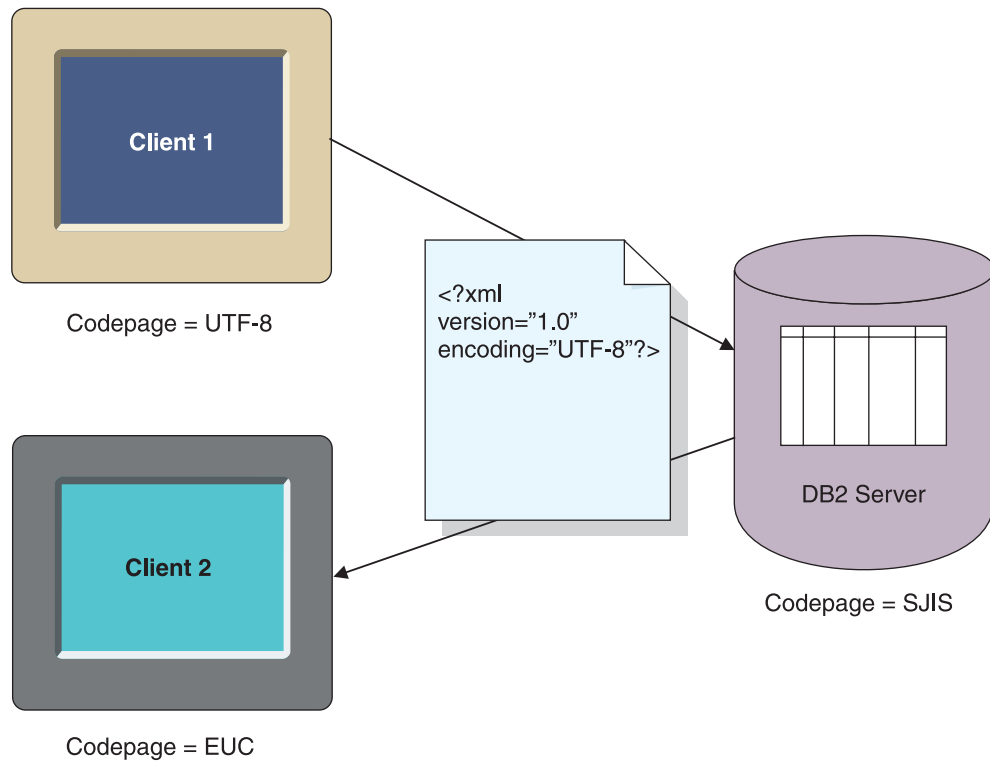 Client 1
Codepage = UTF-8
<?xml
version=”1.0”
encoding=”UTF-8”?>
DB2 Server
Codepage = SJIS
Client 2
Codepage = EUC